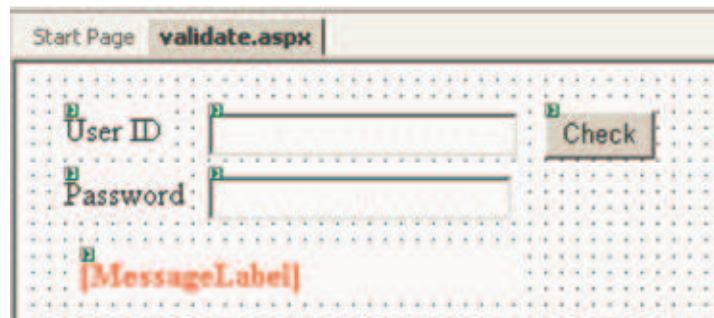 Start Page validate.aspx
User ID Check
Password
[MessageLabel]